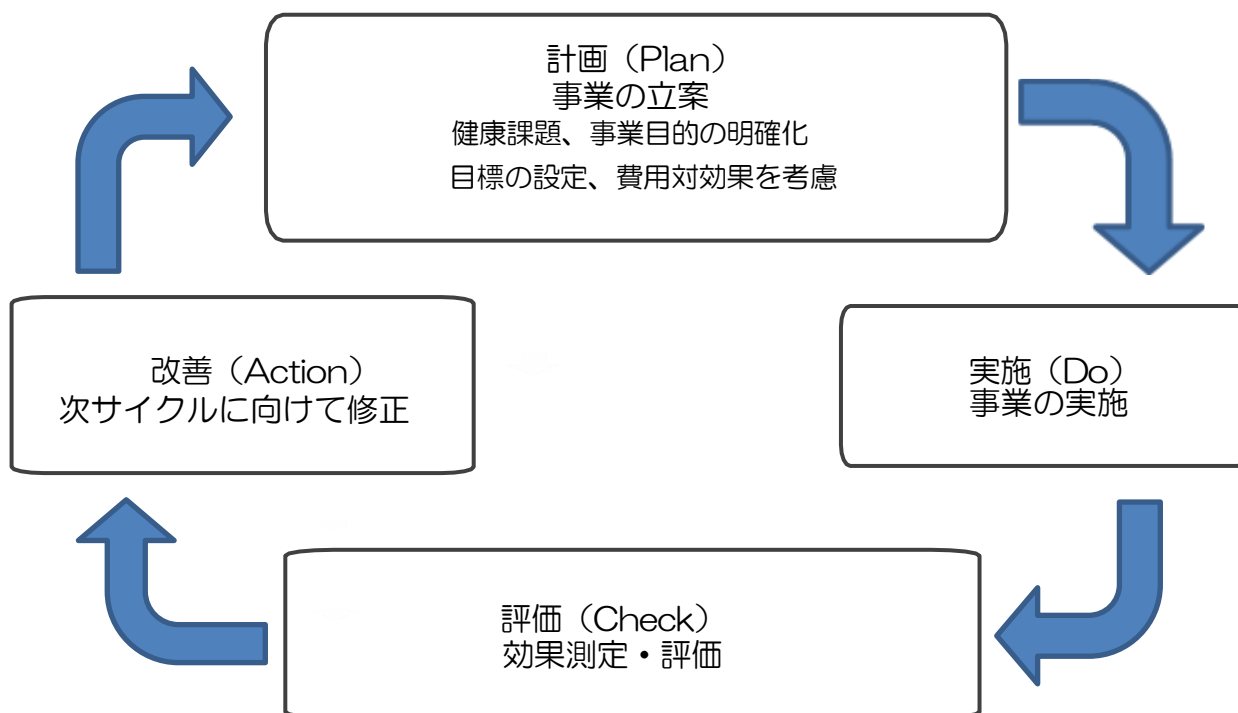 計画（Plan）
事業の立案
健康課題、事業目的の明確化
目標の設定、費用対効果を考慮
改善（Action）
次サイクルに向けて修正
実施（Do）
事業の実施
評価（Check）
効果測定・評価